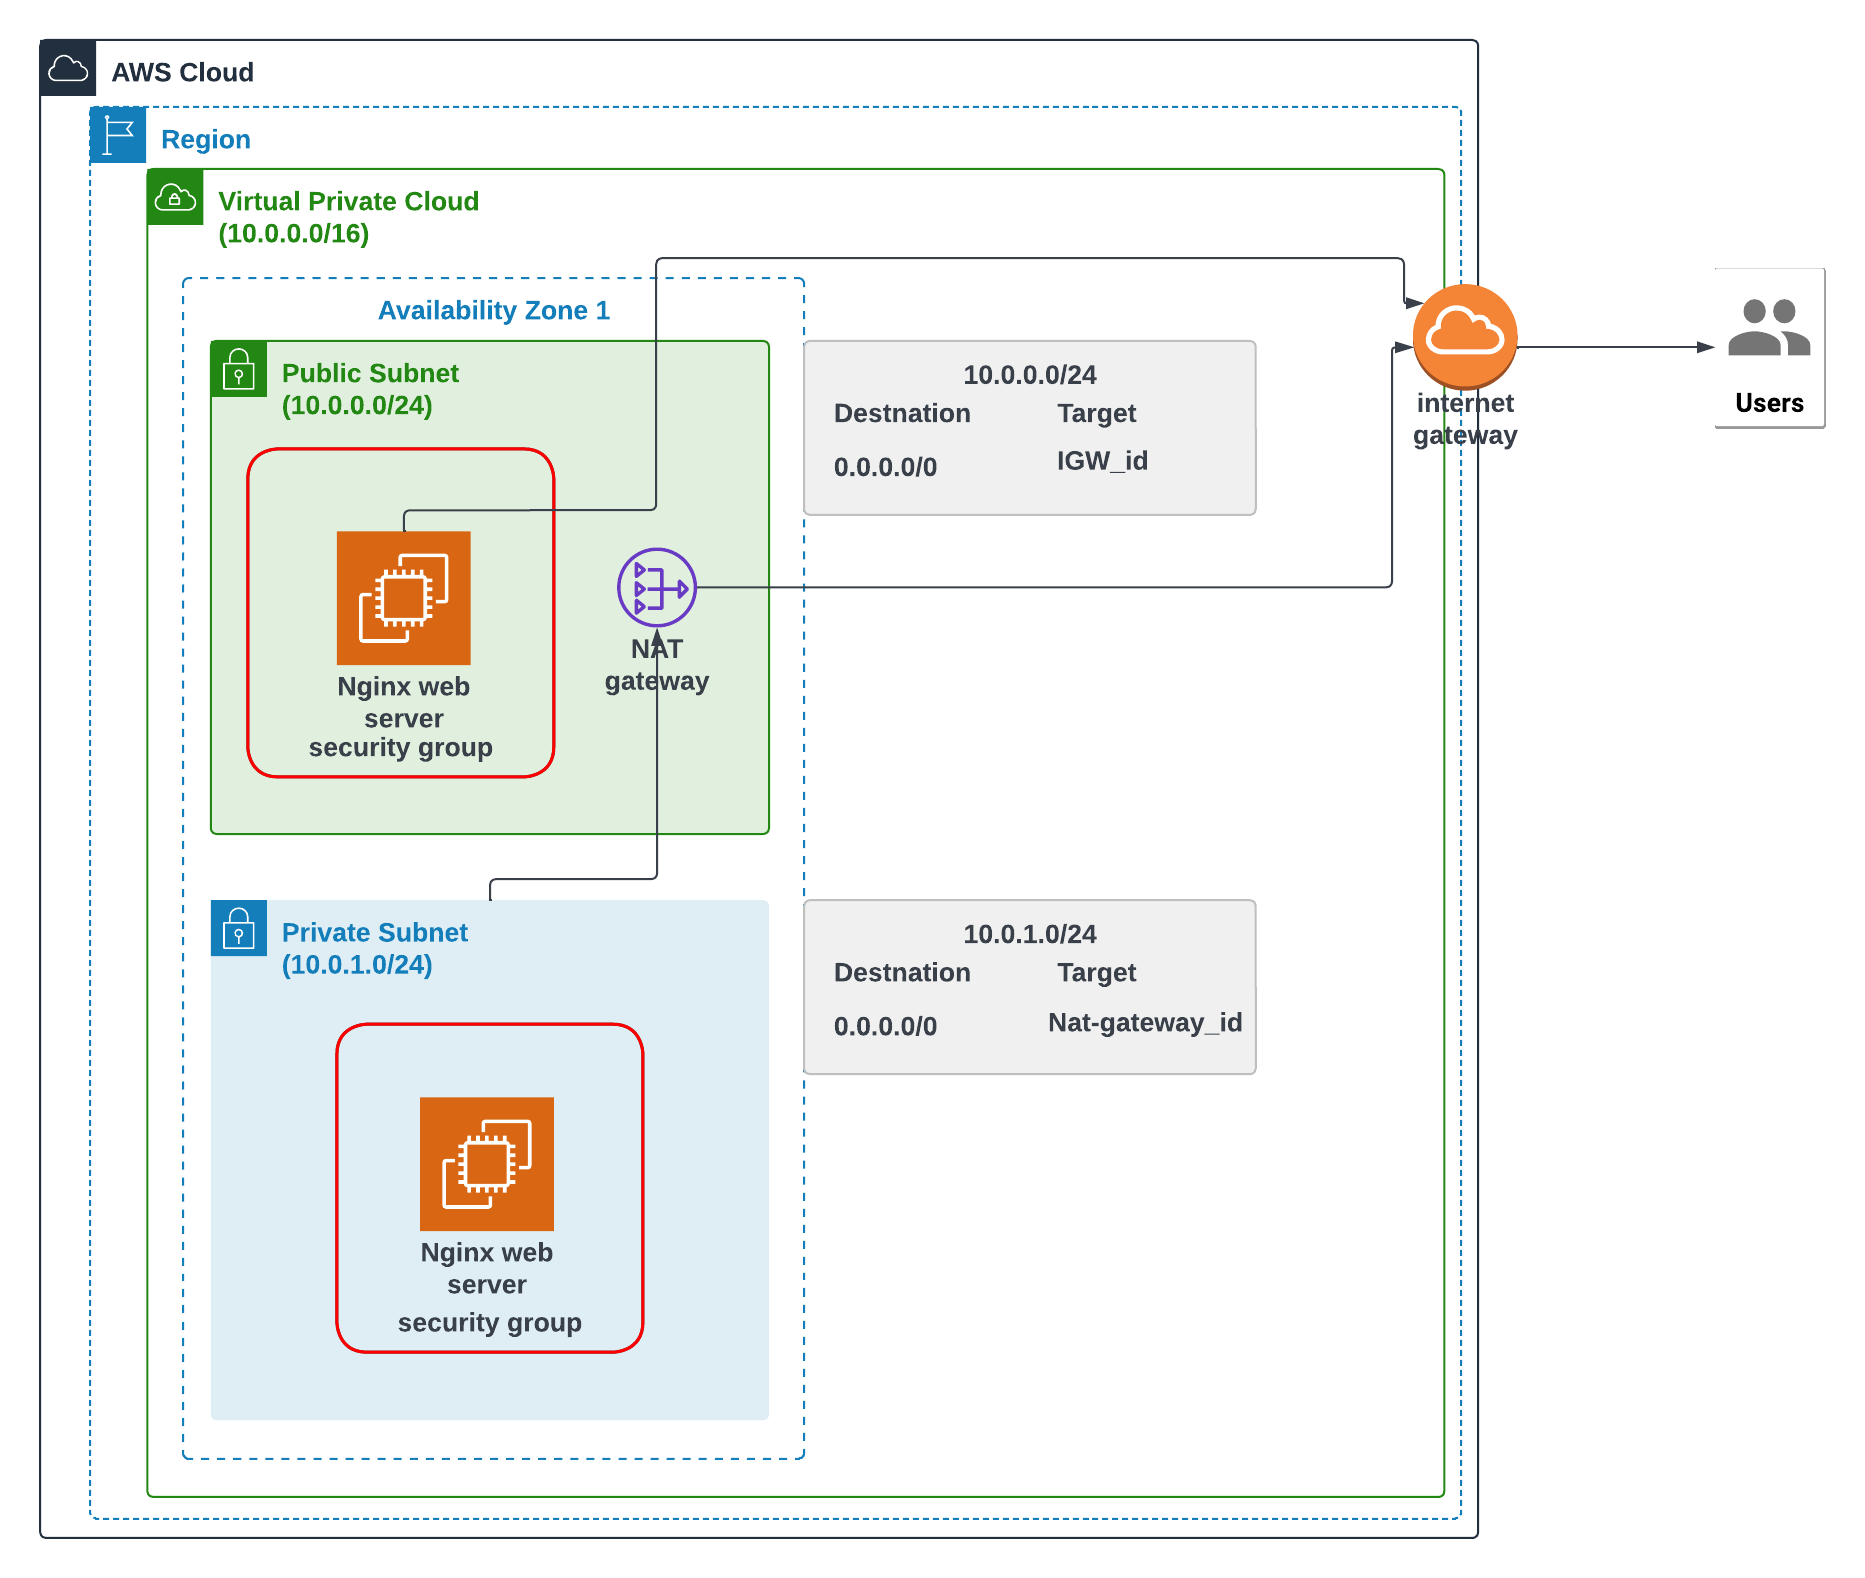 AWS Cloud
Region
Virtual Private Cloud
(10.0.0.0/16)
Availability Zone 1
Public Subnet
(10.0.0.0/24)
10.0.0.0/24
Destnation Target
0.0.0.0/0 IGW_id
internet
gateway
Users
Nginx web
server
security group
NAT
gateway
Private Subnet
(10.0.1.0/24)
10.0.1.0/24
Destnation Target
0.0.0.0/0 Nat-gateway_id
Nginx web
server
security group